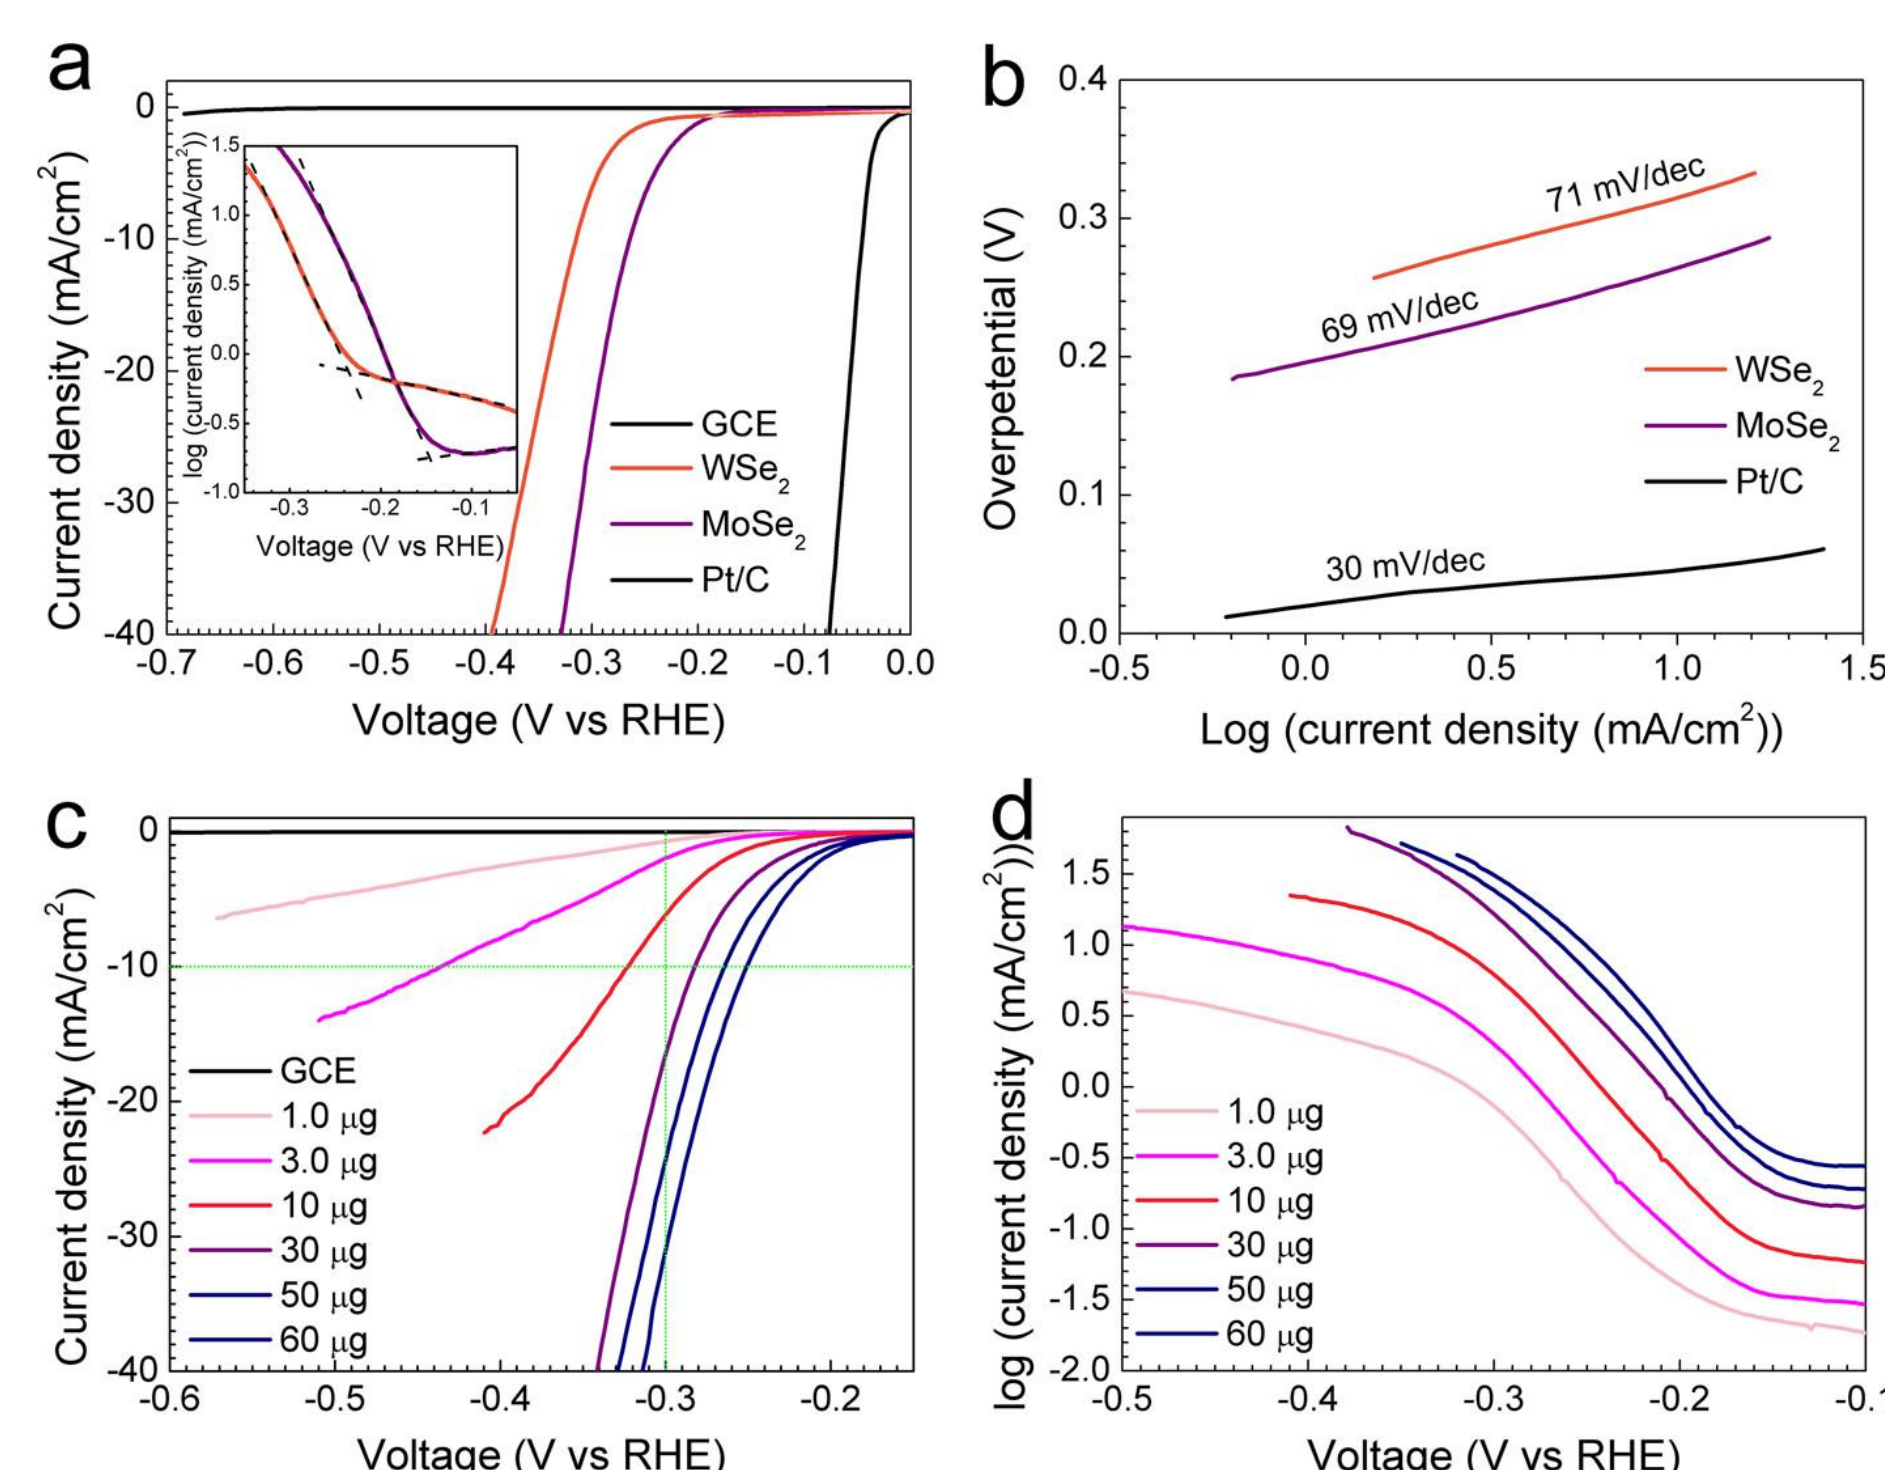 a
0
-10
-20
-30
-40
-0.7 -0.6 -0.5 -0.4 -0.3 -0.2 -0.1 0.0
Current density (mA/cm2)
Voltage (V vs RHE)
1.5
1.0
0.5
0.0
-0.5
-1.0
-0.3 -0.2 -0.1
log (current density (mA/cm2))
Voltage (V vs RHE)
GCE
WSe2
MoSe2
Pt/C
b
0.4
0.3
0.2
0.1
0.0
-0.5 0.0 0.5 1.0 1.5
Overpetential (V)
Log (current density (mA/cm2))
71 mV/dec
69 mV/dec
30 mV/dec
WSe2
MoSe2
Pt/C
c
0
-10
-20
-30
-40
-0.6 -0.5 -0.4 -0.3 -0.2
Current density (mA/cm2)
Voltage (V vs RHE)
GCE
1.0 μg
3.0 μg
10 μg
30 μg
50 μg
60 μg
d
1.5
1.0
0.5
0.0
-0.5
-1.0
-1.5
-2.0
-0.5 -0.4 -0.3 -0.2 -0.1
log (current density (mA/cm2))
Voltage (V vs RHE)
1.0 μg
3.0 μg
10 μg
30 μg
50 μg
60 μg